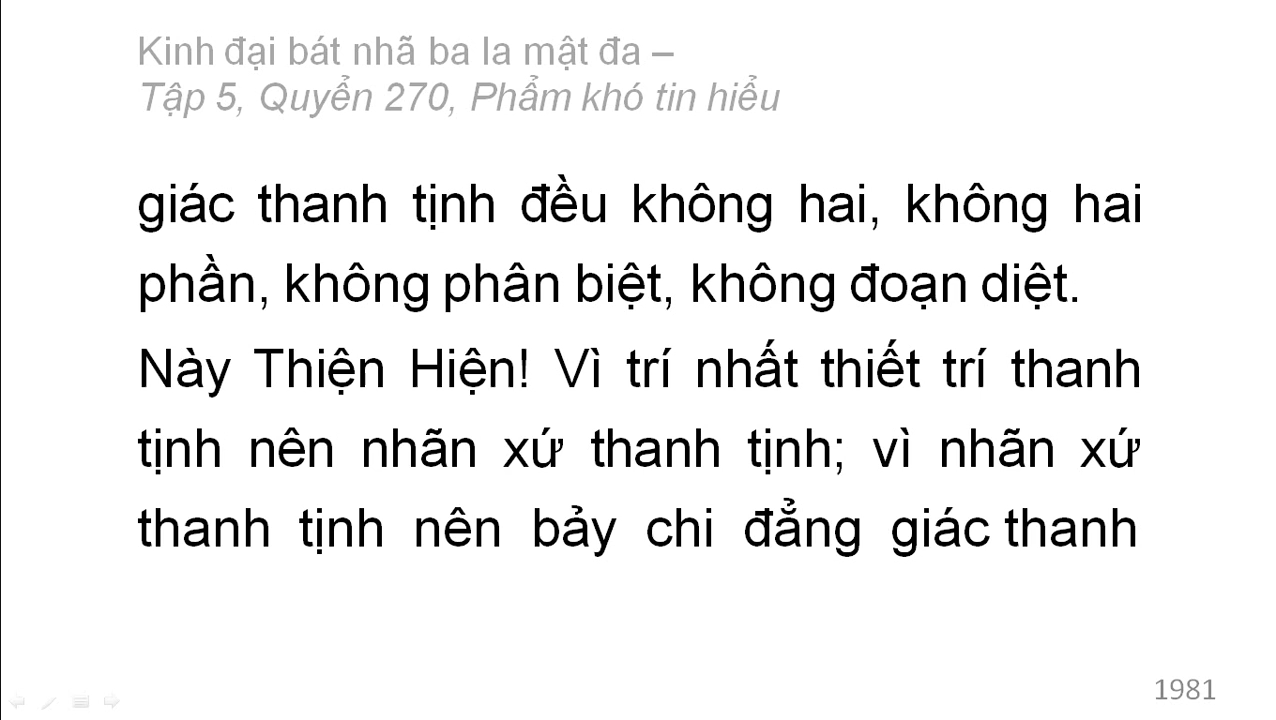 Kinh đại bát nhã ba la mật đa –
Tập 5, Quyển 270, Phẩm khó tin hiểu
giác thanh tịnh đều không hai, không hai
phần, không phân biệt, không đoạn diệt.
Này Thiện Hiện! Vì trí nhất thiết trí thanh
tịnh nên nhãn xứ thanh tịnh; vì nhãn xứ
thanh tịnh nên bảy chi đẳng giác thanh
1981